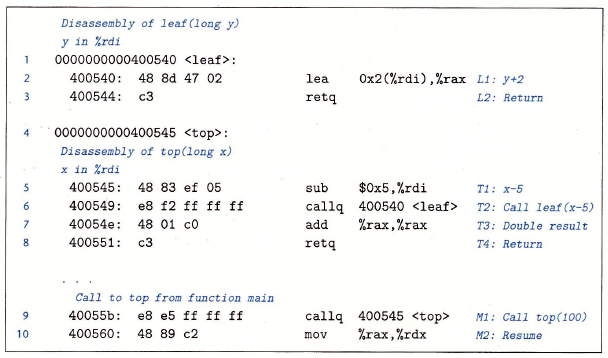 Disassembly of leaf(long y)
y in %rdi
1 0000000000400540 <leaf>:
2 400540: 48 8d 47 02 lea 0x2(%rdi),%rax L1: y+2
3 400544: c3 retq L2: Return
4 0000000000400545 <top>:
Disassembly of top(long x)
x in %rdi
5 400545: 48 83 ef 05 sub $0x5,%rdi T1: x-5
6 400549: e8 f2 ff ff ff callq 400540 <leaf> T2: Call leaf(x-5)
7 40054e: 48 01 c0 add %rax,%rax T3: Double result
8 400551: c3 retq T4: Return
. . .
Call to top from function main
9 40055b: e8 e5 ff ff ff callq 400545 <top> M1: Call top(100)
10 400560: 48 89 c2 mov %rax,%rdx M2: Resume